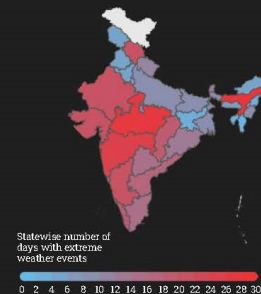 Statewise number of
days with extreme
weather events
0 2 4 6 8 10 12 14 16 18 20 22 24 26 28 30